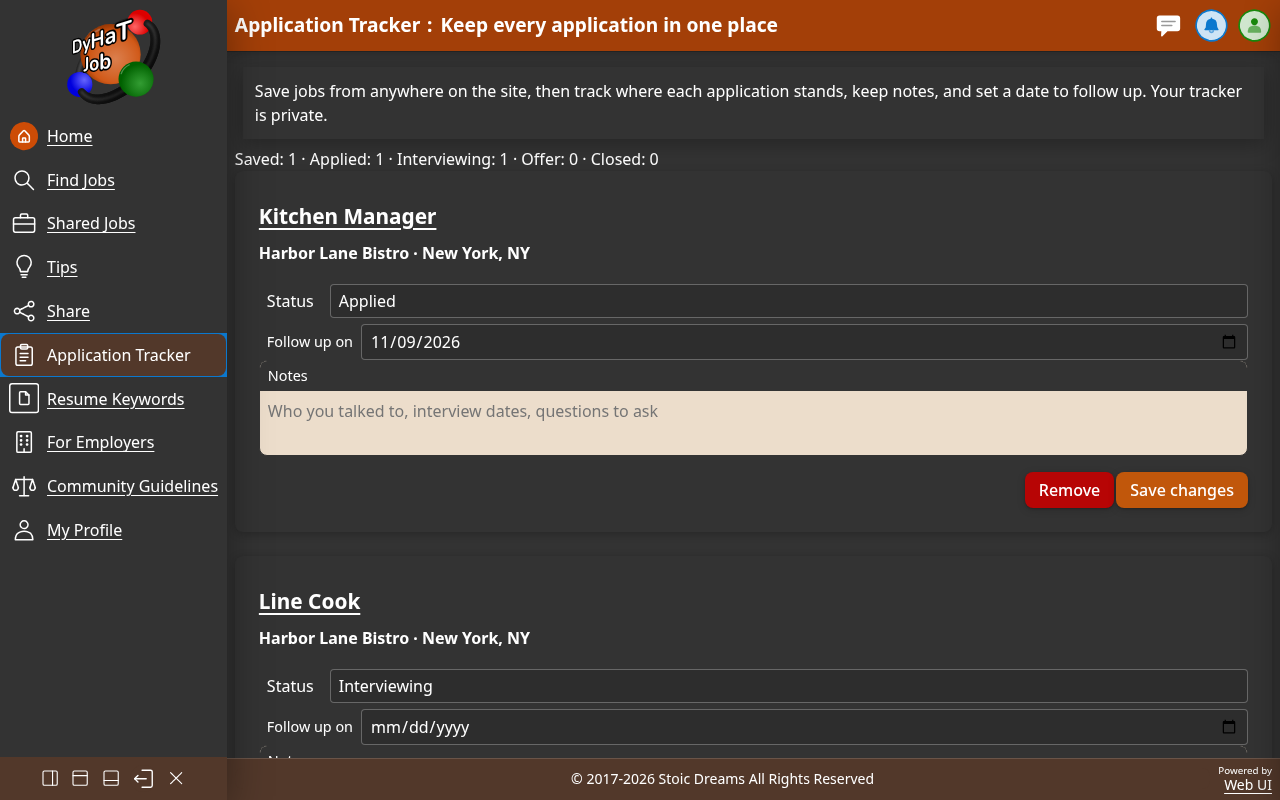 DyHaT
Job
Home
Find Jobs
Shared Jobs
Tips
Share
Application Tracker
Resume Keywords
For Employers
Community Guidelines
My Profile
Application Tracker : Keep every application in one place
Save jobs from anywhere on the site, then track where each application stands, keep notes, and set a date to follow up. Your tracker
is private.
Saved: 1 · Applied: 1 · Interviewing: 1 · Offer: 0 · Closed: 0
Kitchen Manager
Harbor Lane Bistro · New York, NY
Status Applied
Follow up on 11/09/2026
Notes
Who you talked to, interview dates, questions to ask
Remove Save changes
Line Cook
Harbor Lane Bistro · New York, NY
Status Interviewing
Follow up on mm/dd/yyyy
© 2017-2026 Stoic Dreams All Rights Reserved
Powered by
Web UI